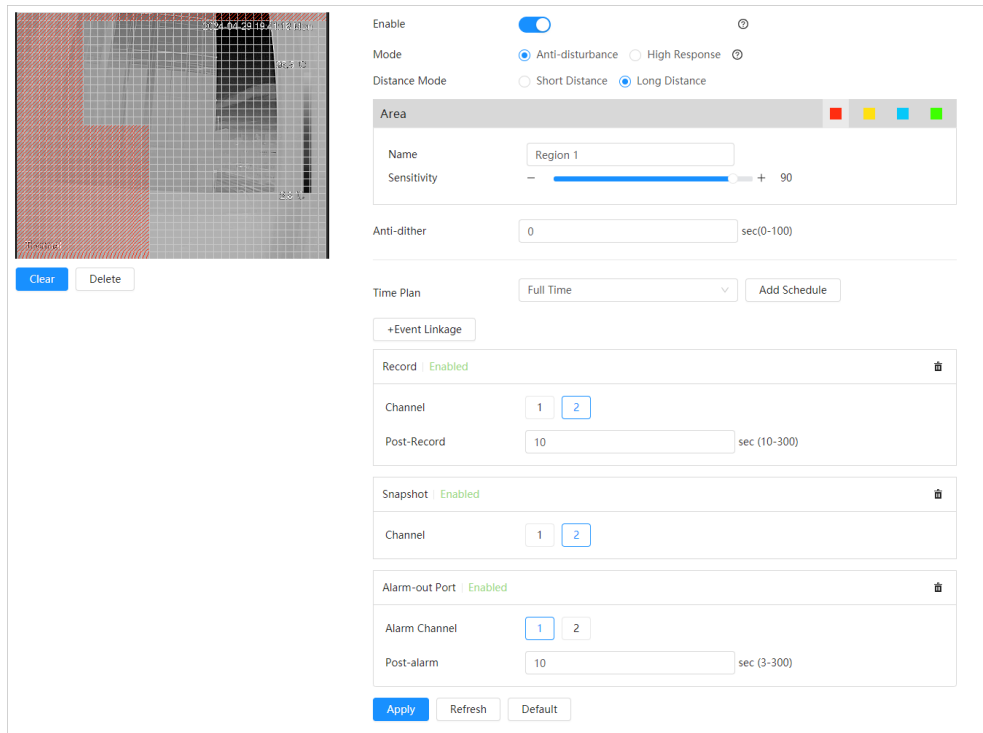 Enable
Mode Anti-disturbance High Response
Distance Mode Short Distance Long Distance
Area
Name Region 1
Sensitivity − + 90
Anti-dither 0 sec(0-100)
Clear Delete
Time Plan Full Time Add Schedule
+Event Linkage
Record Enabled
Channel 1 2
Post-Record 10 sec (10-300)
Snapshot Enabled
Channel 1 2
Alarm-out Port Enabled
Alarm Channel 1 2
Post-alarm 10 sec (3-300)
Apply Refresh Default